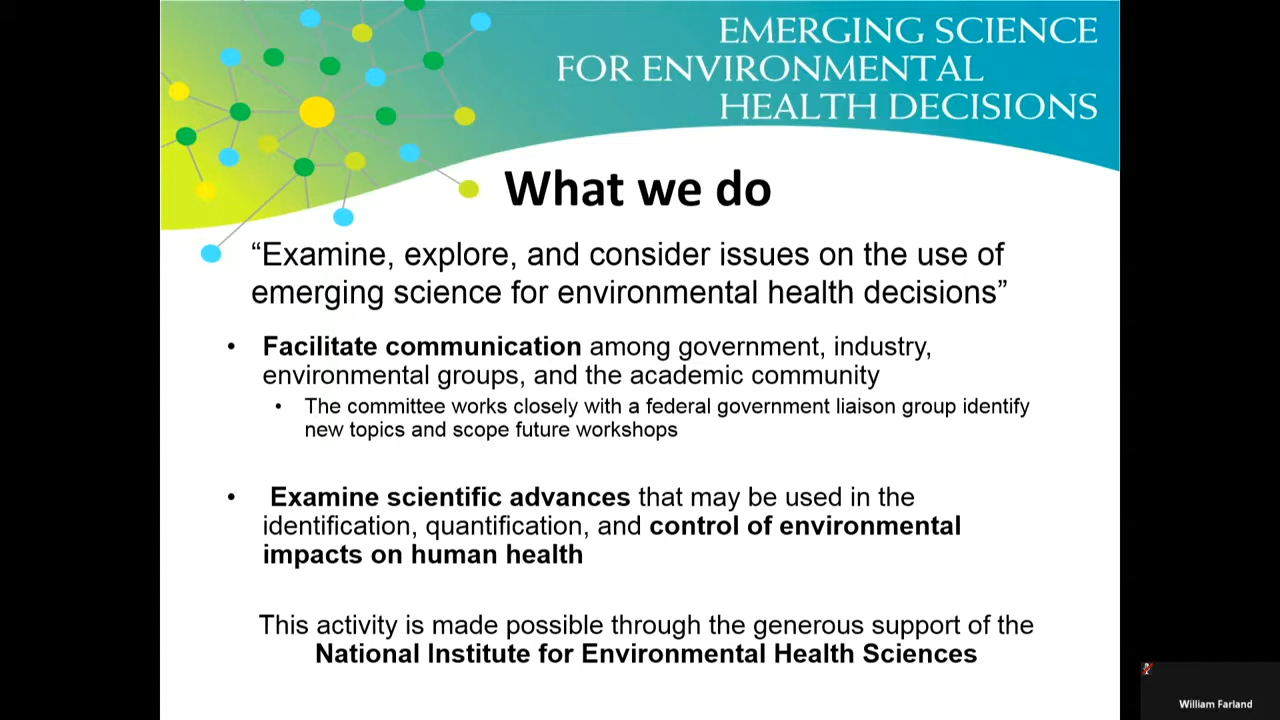 EMERGING SCIENCE
FOR ENVIRONMENTAL
HEALTH DECISIONS
What we do
“Examine, explore, and consider issues on the use of
emerging science for environmental health decisions”
• Facilitate communication among government, industry,
environmental groups, and the academic community
• The committee works closely with a federal government liaison group identify
new topics and scope future workshops
• Examine scientific advances that may be used in the
identification, quantification, and control of environmental
impacts on human health
This activity is made possible through the generous support of the
National Institute for Environmental Health Sciences
William Farland